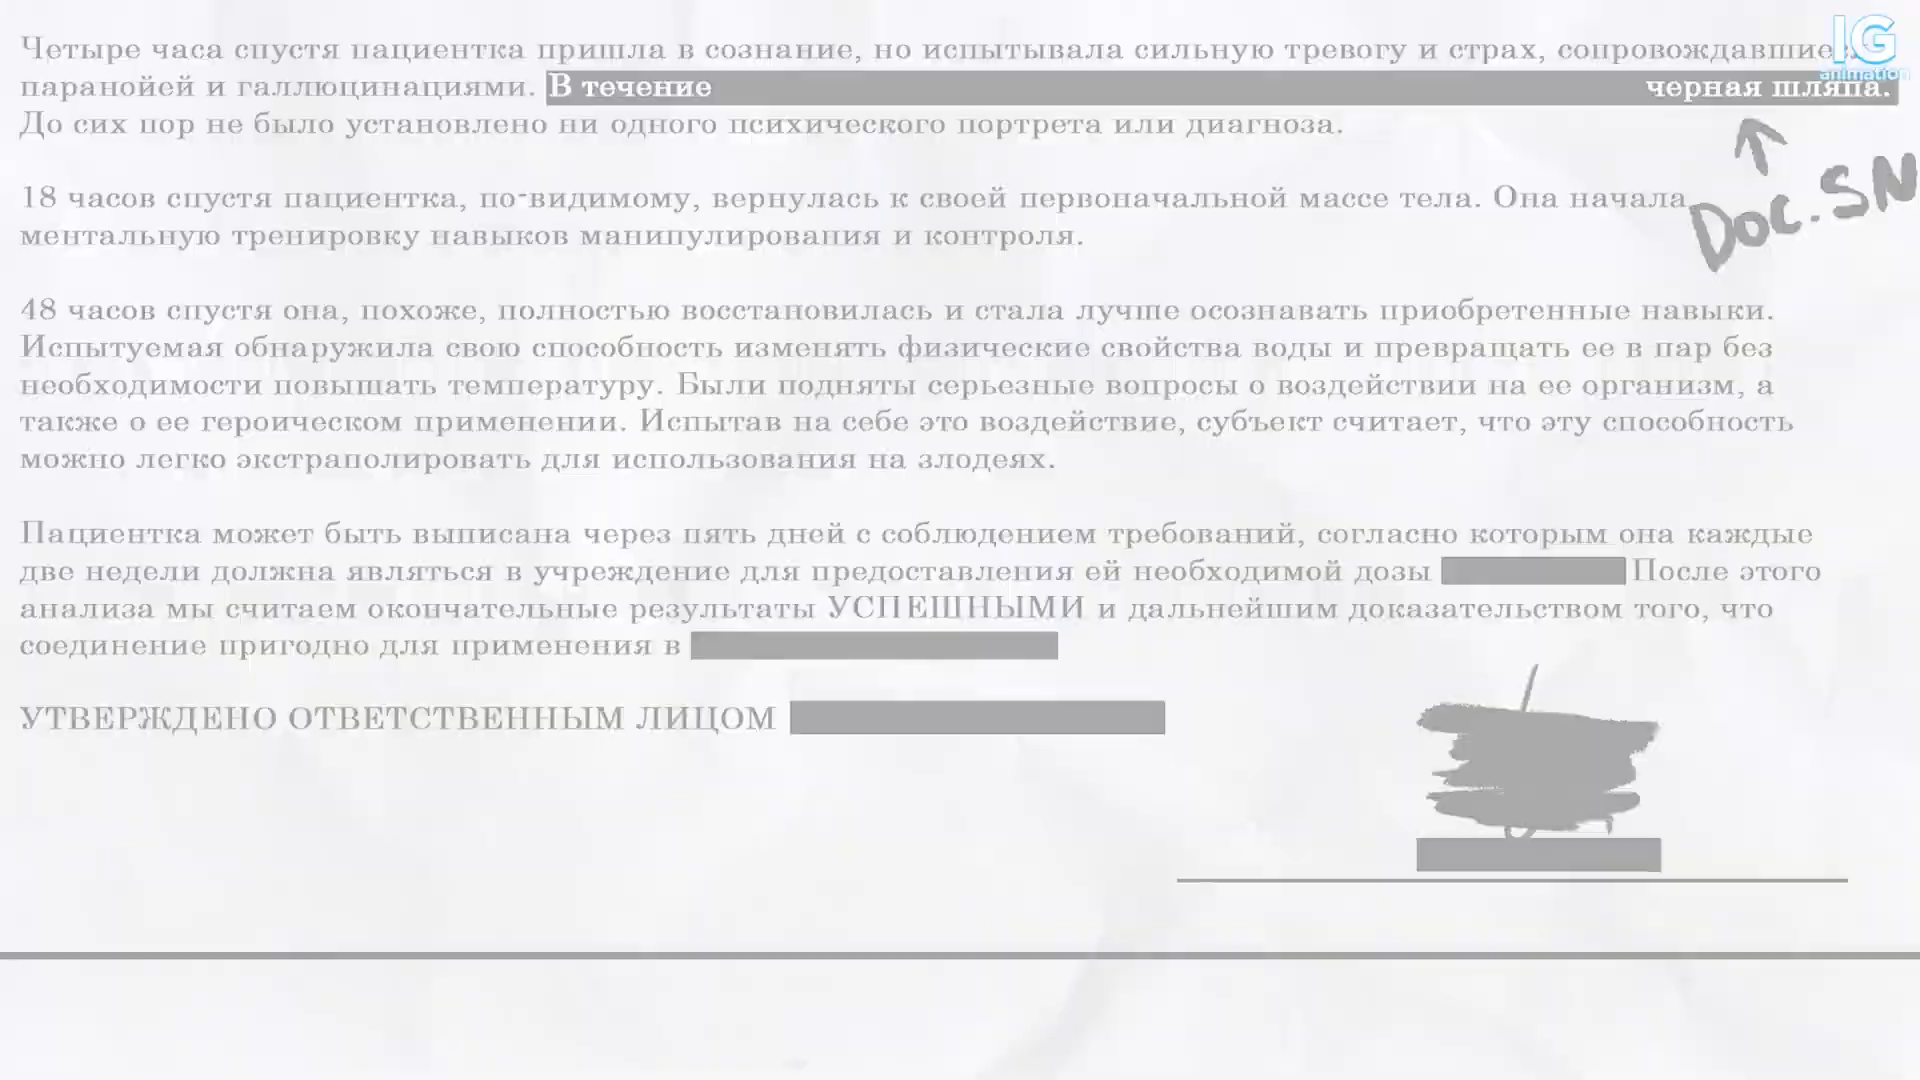 Четыре часа спустя пациентка пришла в сознание, но испытывала сильную тревогу и страх, сопровождавшиеся
паранойей и галлюцинациями. В течение черная шляпа.
До сих пор не было установлено ни одного психического портрета или диагноза.
18 часов спустя пациентка, по-видимому, вернулась к своей первоначальной массе тела. Она начала
ментальную тренировку навыков манипулирования и контроля.
48 часов спустя она, похоже, полностью восстановилась и стала лучше осознавать приобретенные навыки.
Испытуемая обнаружила свою способность изменять физические свойства воды и превращать ее в пар без
необходимости повышать температуру. Были подняты серьезные вопросы о воздействии на ее организм, а
также о ее героическом применении. Испытав на себе это воздействие, субъект считает, что эту способность
можно легко экстраполировать для использования на злодеях.
Пациентка может быть выписана через пять дней с соблюдением требований, согласно которым она каждые
две недели должна являться в учреждение для предоставления ей необходимой дозы После этого
анализа мы считаем окончательные результаты УСПЕШНЫМИ и дальнейшим доказательством того, что
соединение пригодно для применения в
УТВЕРЖДЕНО ОТВЕТСТВЕННЫМ ЛИЦОМ
Doc. SN
IG
animation